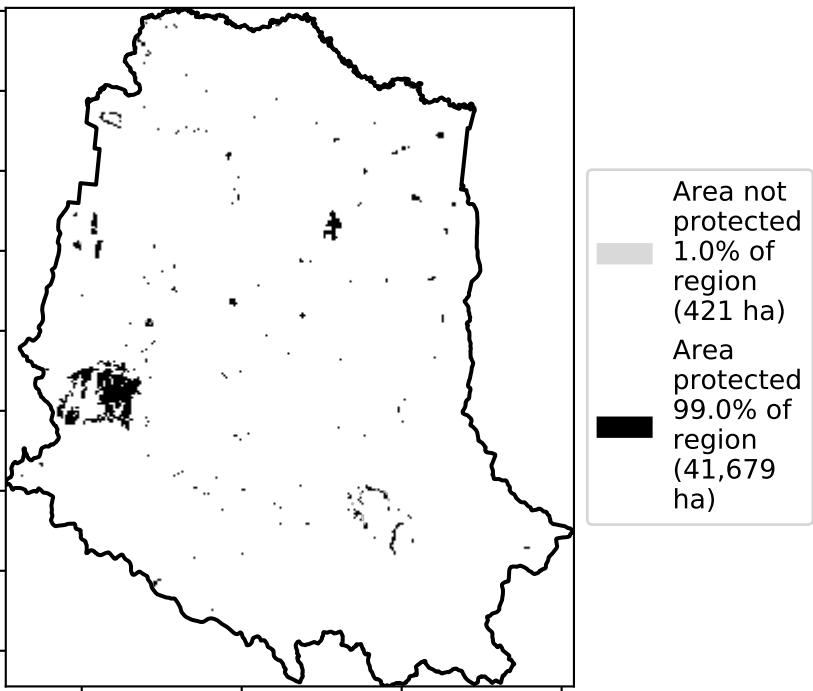 Area not
protected
1.0% of
region
(421 ha)
Area
protected
99.0% of
region
(41,679
ha)